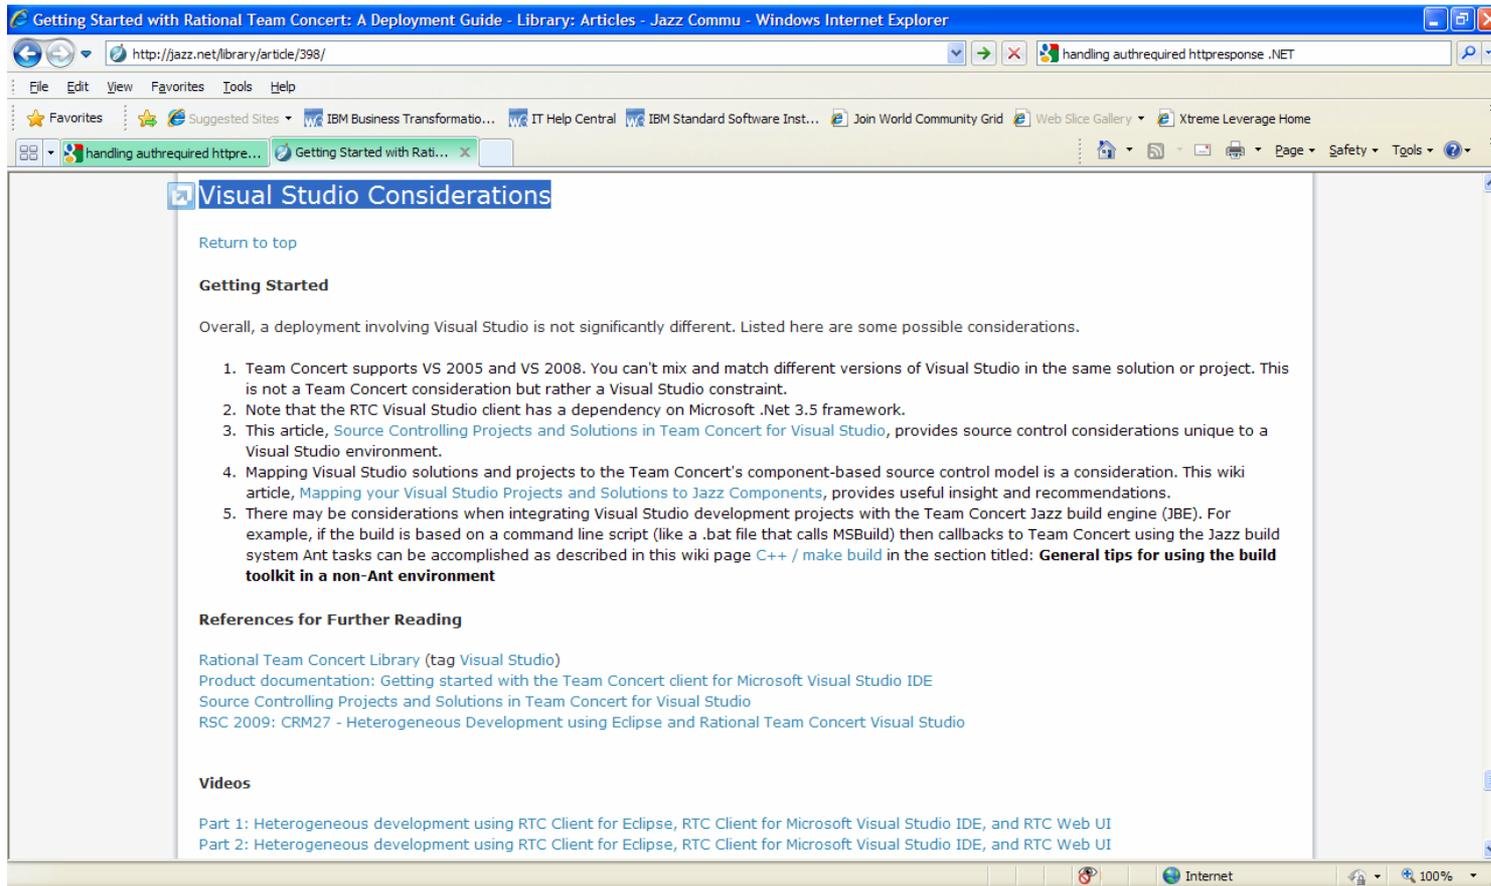 Getting Started with Rational Team Concert: A Deployment Guide - Library: Articles - Jazz Commu - Windows Internet Explorer
http://jazz.net/library/article/398/
handling authrequired httpresponse .NET
File Edit View Favorites Tools Help
Favorites Suggested Sites IBM Business Transformatio... IT Help Central IBM Standard Software Inst... Join World Community Grid Web Slice Gallery Xtreme Leverage Home
handling authrequired httpre... Getting Started with Rati... X Page Safety Tools
Visual Studio Considerations
Return to top
Getting Started
Overall, a deployment involving Visual Studio is not significantly different. Listed here are some possible considerations.
1. Team Concert supports VS 2005 and VS 2008. You can't mix and match different versions of Visual Studio in the same solution or project. This
is not a Team Concert consideration but rather a Visual Studio constraint.
2. Note that the RTC Visual Studio client has a dependency on Microsoft .Net 3.5 framework.
3. This article, Source Controlling Projects and Solutions in Team Concert for Visual Studio, provides source control considerations unique to a
Visual Studio environment.
4. Mapping Visual Studio solutions and projects to the Team Concert's component-based source control model is a consideration. This wiki
article, Mapping your Visual Studio Projects and Solutions to Jazz Components, provides useful insight and recommendations.
5. There may be considerations when integrating Visual Studio development projects with the Team Concert Jazz build engine (JBE). For
example, if the build is based on a command line script (like a .bat file that calls MSBuild) then callbacks to Team Concert using the Jazz build
system Ant tasks can be accomplished as described in this wiki page C++ / make build in the section titled: General tips for using the build
toolkit in a non-Ant environment
References for Further Reading
Rational Team Concert Library (tag Visual Studio)
Product documentation: Getting started with the Team Concert client for Microsoft Visual Studio IDE
Source Controlling Projects and Solutions in Team Concert for Visual Studio
RSC 2009: CRM27 - Heterogeneous Development using Eclipse and Rational Team Concert Visual Studio
Videos
Part 1: Heterogeneous development using RTC Client for Eclipse, RTC Client for Microsoft Visual Studio IDE, and RTC Web UI
Part 2: Heterogeneous development using RTC Client for Eclipse, RTC Client for Microsoft Visual Studio IDE, and RTC Web UI
Internet 100%